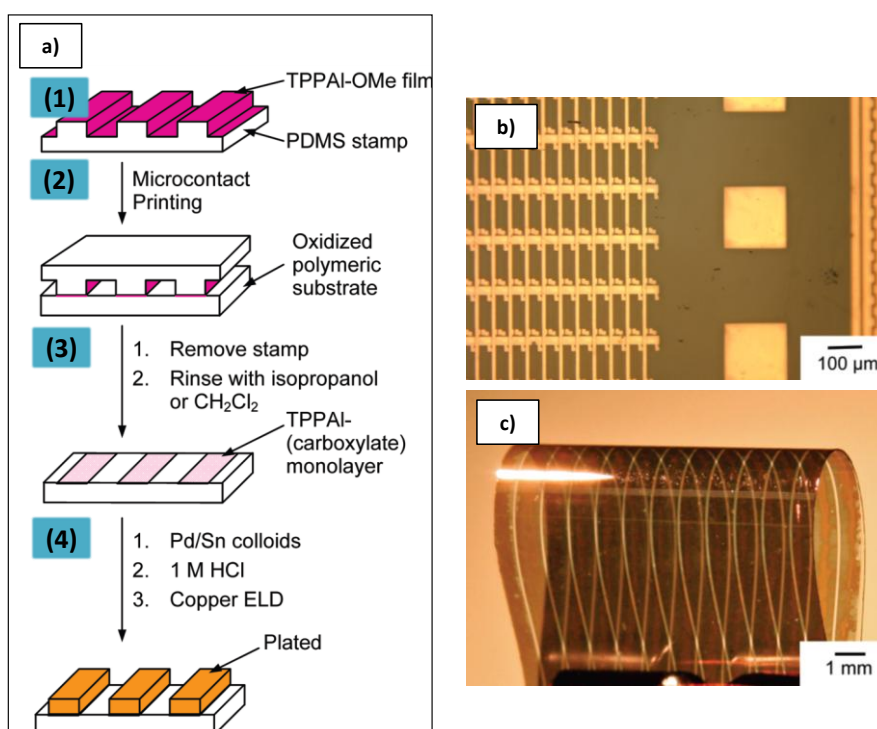 a)
(1)
TPPAl-OMe film
PDMS stamp
(2)
Microcontact
Printing
Oxidized
polymeric
substrate
(3)
1. Remove stamp
2. Rinse with isopropanol
or CH₂Cl₂
TPPAl-
(carboxylate)
monolayer
(4)
1. Pd/Sn colloids
2. 1 M HCl
3. Copper ELD
Plated
b)
100 µm
c)
1 mm